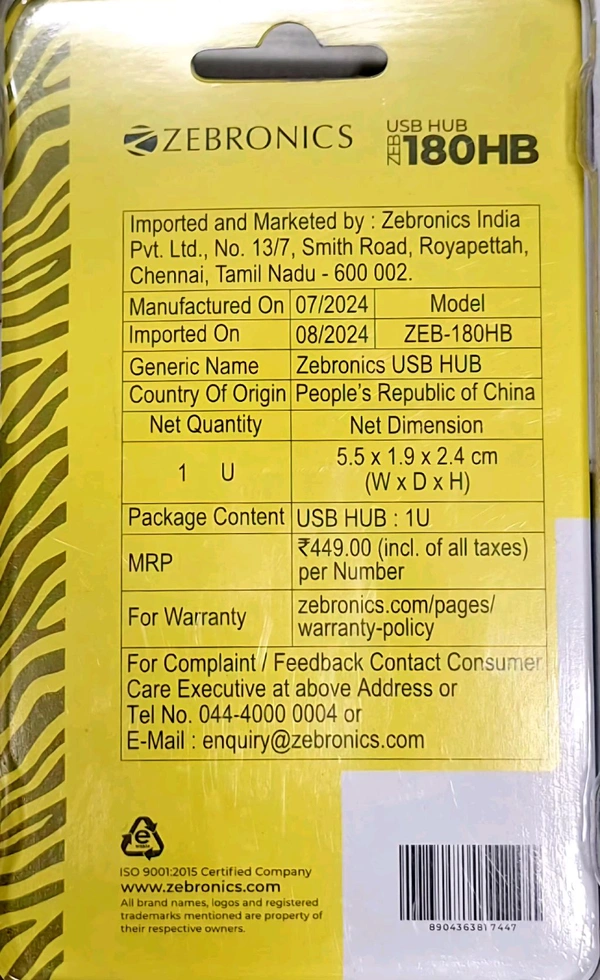 ZEBRONICS
USB HUB
ZEB 180HB
Imported and Marketed by : Zebronics India
Pvt. Ltd., No. 13/7, Smith Road, Royapettah,
Chennai, Tamil Nadu - 600 002.
Manufactured On 07/2024 Model
Imported On 08/2024 ZEB-180HB
Generic Name Zebronics USB HUB
Country Of Origin People's Republic of China
Net Quantity Net Dimension
1 U 5.5 x 1.9 x 2.4 cm
(W x D x H)
Package Content USB HUB : 1U
MRP ₹449.00 (incl. of all taxes)
per Number
For Warranty zebronics.com/pages/
warranty-policy
For Complaint / Feedback Contact Consumer
Care Executive at above Address or
Tel No. 044-4000 0004 or
E-Mail : enquiry@zebronics.com
e
ISO 9001:2015 Certified Company
www.zebronics.com
All brand names, logos and registered
trademarks mentioned are property of
their respective owners.
8904363817447